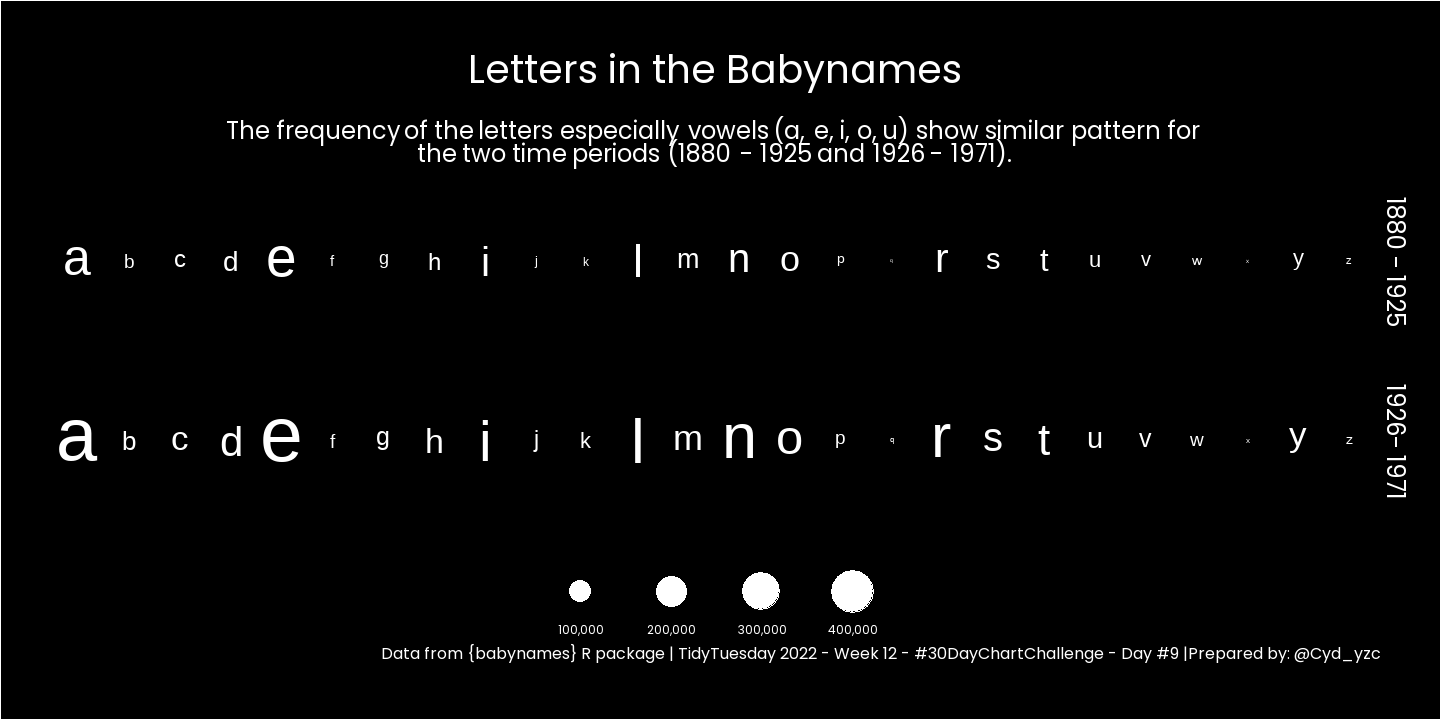 Letters in the Babynames
The frequency of the letters especially vowels (a, e, i, o, u) show similar pattern for
the two time periods (1880 - 1925 and 1926 - 1971).
a b c d e f g h i j k l m n o p q r s t u v w x y z
1880 - 1925
a b c d e f g h i j k l m n o p q r s t u v w x y z
1926- 1971
100,000 200,000 300,000 400,000
Data from {babynames} R package | TidyTuesday 2022 - Week 12 - #30DayChartChallenge - Day #9 |Prepared by: @Cyd_yzc